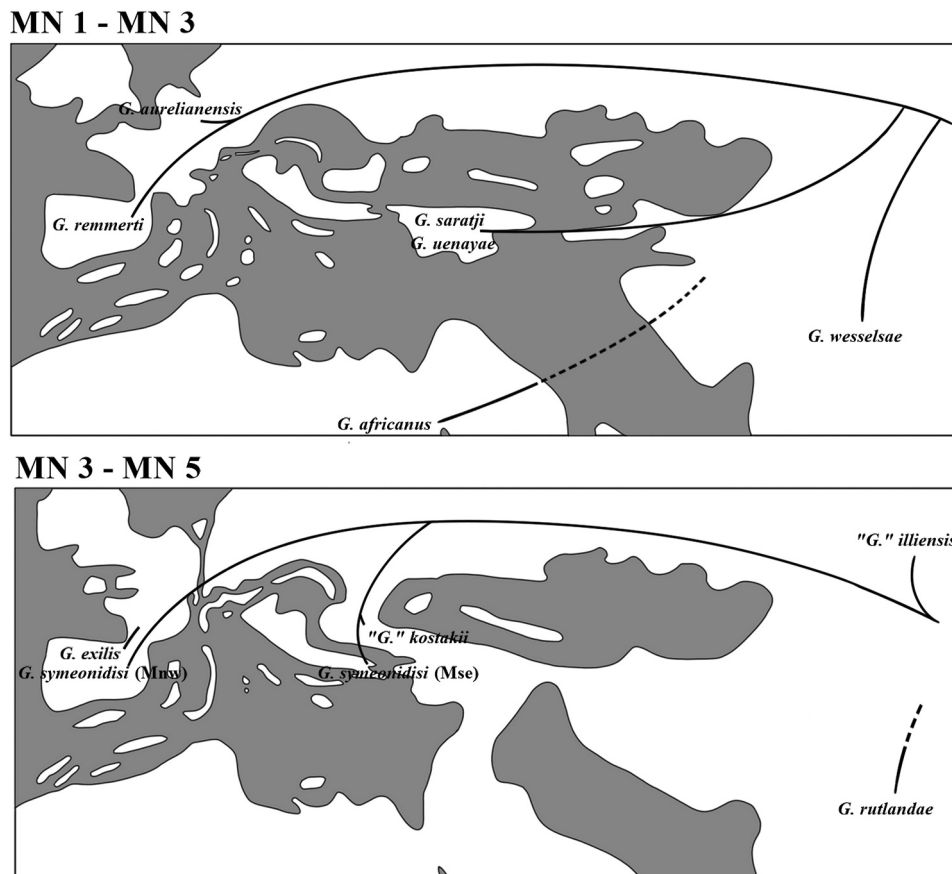 MN 1 - MN 3
G. aurelianensis
G. remmerti
G. saratji
G. uenayae
G. wesselsae
G. africanus
MN 3 - MN 5
"G." illiensis
"G." kostakii
G. exilis
G. symeonidisi (Mnw)
G. symeonidisi (Mse)
G. rutlandae